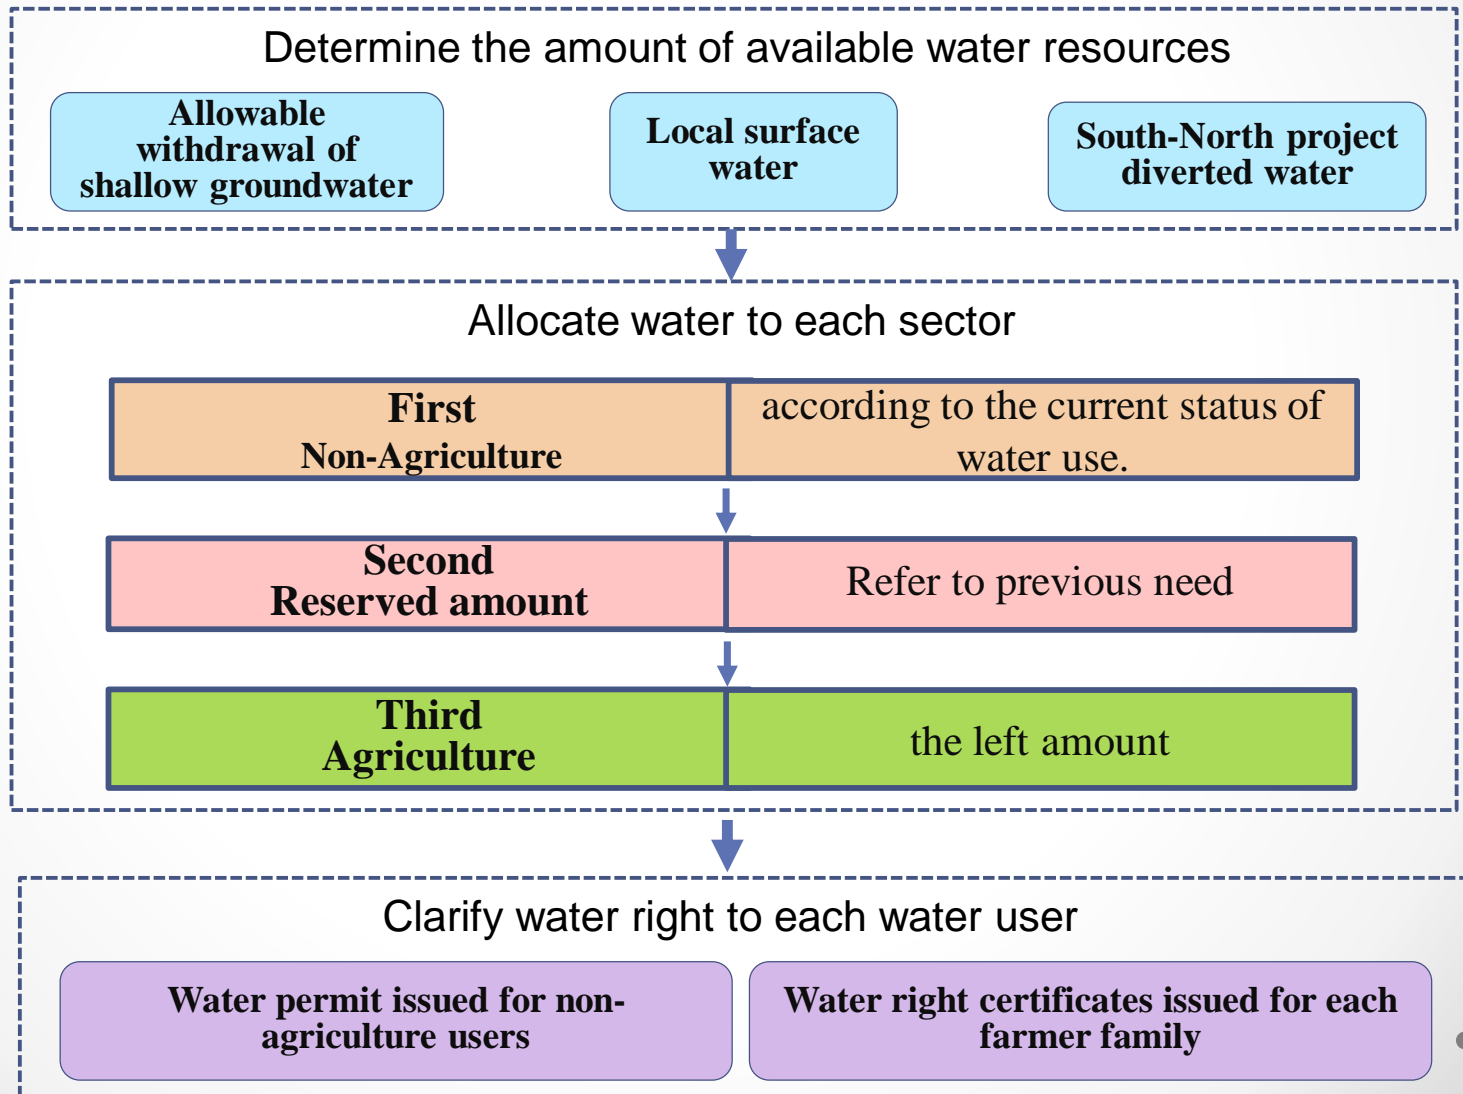 Determine the amount of available water resources
Allowable
withdrawal of
shallow groundwater
Local surface
water
South-North project
diverted water
Allocate water to each sector
First
Non-Agriculture
according to the current status of
water use.
Second
Reserved amount
Refer to previous need
Third
Agriculture
the left amount
Clarify water right to each water user
Water permit issued for non-
agriculture users
Water right certificates issued for each
farmer family